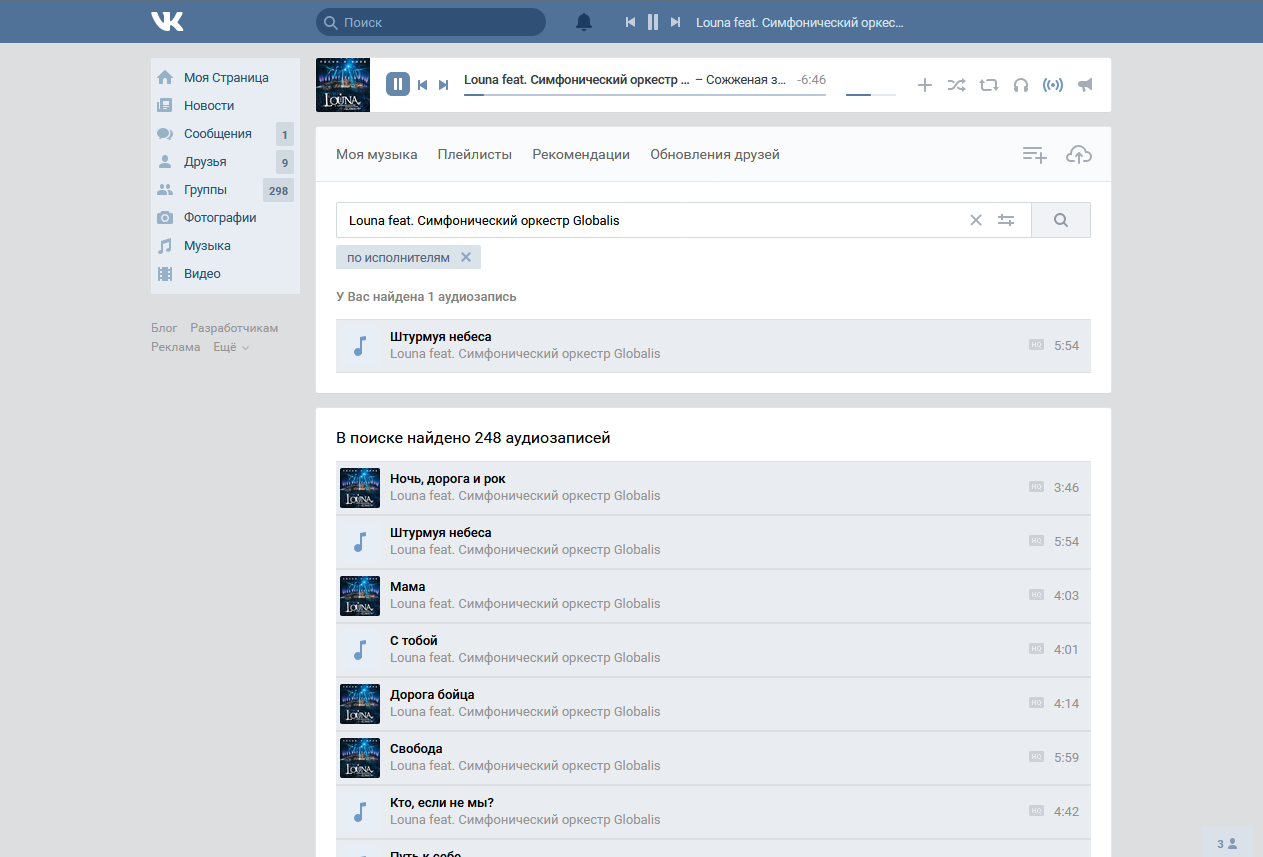 VK
Поиск
Louna feat. Симфонический оркес...
Моя Страница
Новости
Сообщения 1
Друзья 9
Группы 298
Фотографии
Музыка
Видео
Блог Разработчикам
Реклама Ещё
LOUNA
Louna feat. Симфонический оркестр ... – Сожженая з... -6:46
Моя музыка Плейлисты Рекомендации Обновления друзей
Louna feat. Симфонический оркестр Globalis
по исполнителям
У Вас найдена 1 аудиозапись
Штурмуя небеса
Louna feat. Симфонический оркестр Globalis
HQ 5:54
В поиске найдено 248 аудиозаписей
LOUNA
Ночь, дорога и рок
Louna feat. Симфонический оркестр Globalis
HQ 3:46
Штурмуя небеса
Louna feat. Симфонический оркестр Globalis
HQ 5:54
LOUNA
Мама
Louna feat. Симфонический оркестр Globalis
HQ 4:03
С тобой
Louna feat. Симфонический оркестр Globalis
HQ 4:01
LOUNA
Дорога бойца
Louna feat. Симфонический оркестр Globalis
HQ 4:14
LOUNA
Свобода
Louna feat. Симфонический оркестр Globalis
HQ 5:59
Кто, если не мы?
Louna feat. Симфонический оркестр Globalis
HQ 4:42
Путь к себе
3